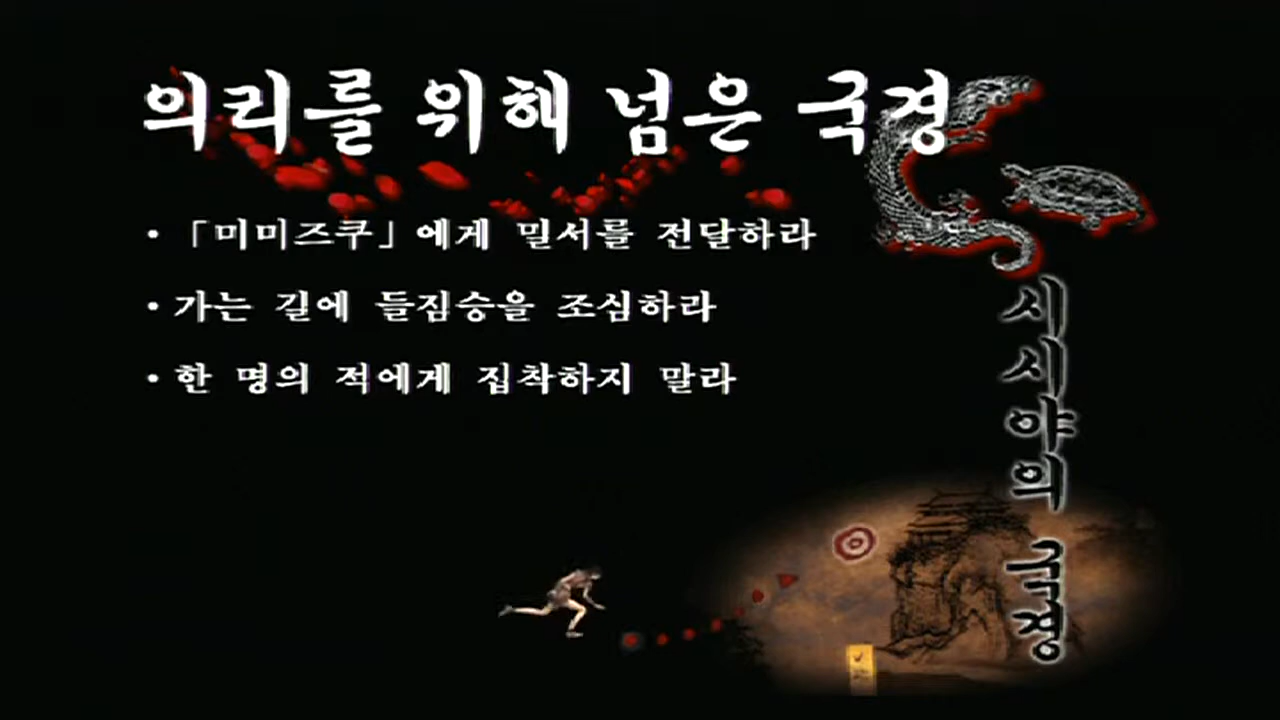 의리를 위해 넘은 국경
• 「미미즈쿠」에게 밀서를 전달하라
• 가는 길에 들짐승을 조심하라
• 한 명의 적에게 집착하지 말라
시시야의 국경